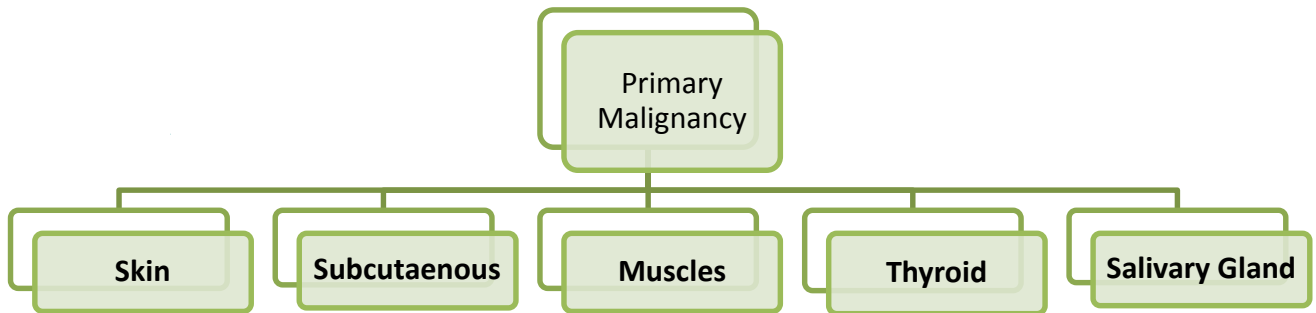 Primary
Malignancy
Skin
Subcutaenous
Muscles
Thyroid
Salivary Gland